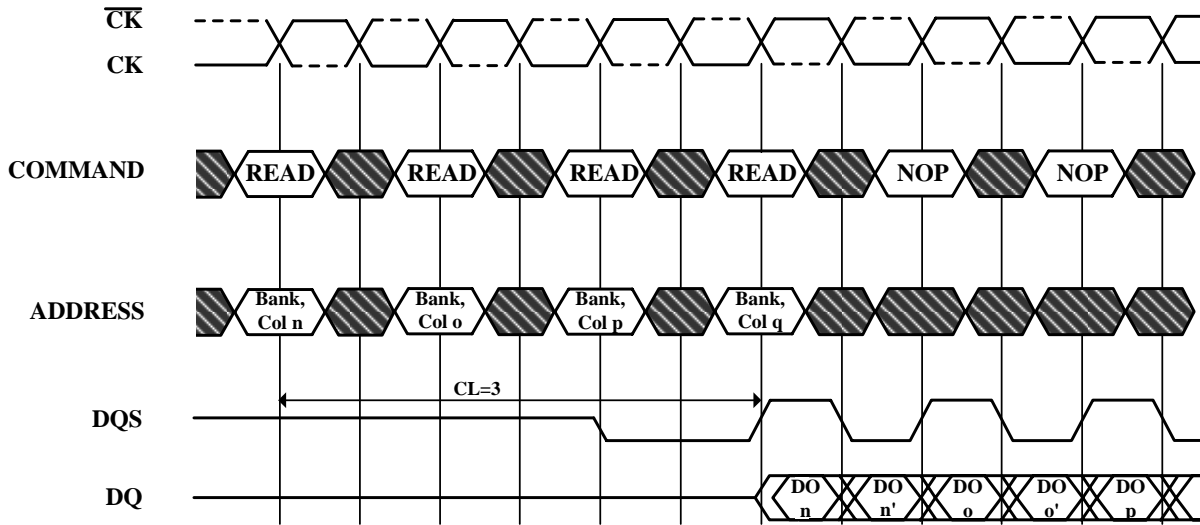 C̅K̅
CK
COMMAND
READ READ READ READ NOP NOP
ADDRESS
Bank, Bank, Bank, Bank,
Col n Col o Col p Col q
CL=3
DQS
DQ
DO DO DO DO DO
n n' o o' p